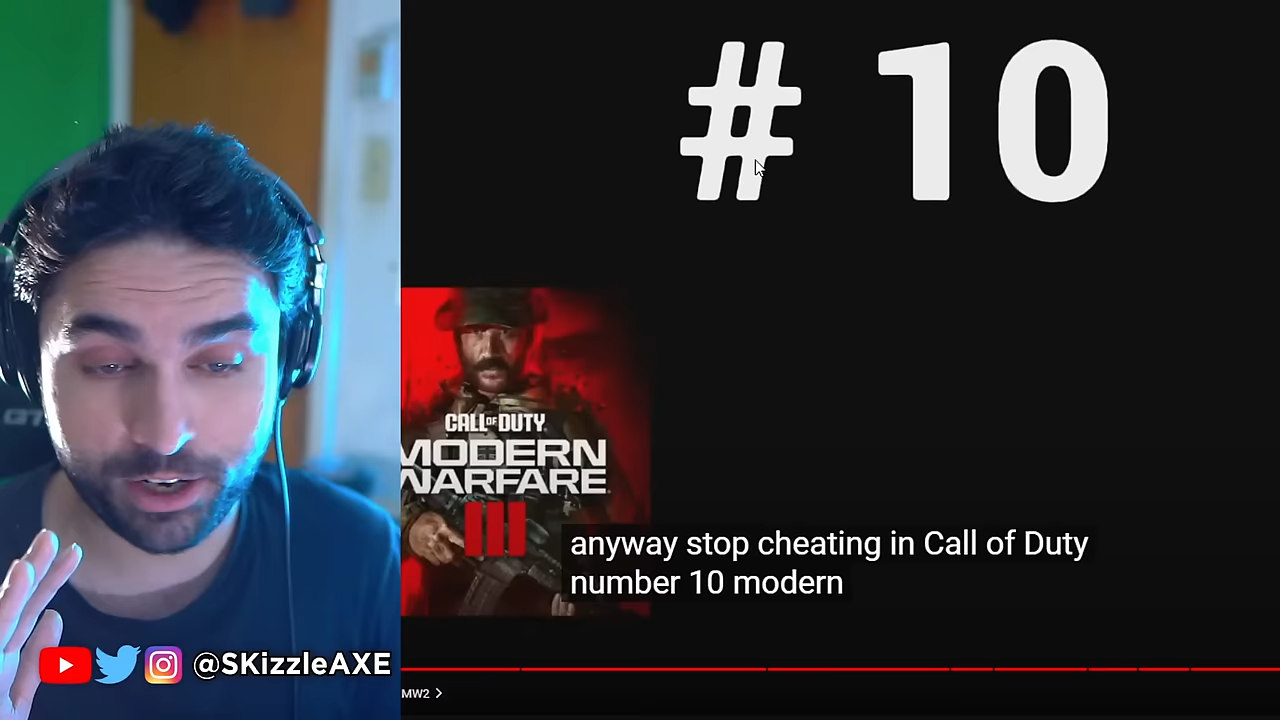 # 10
CALL OF DUTY
MODERN
WARFARE
III
anyway stop cheating in Call of Duty
number 10 modern
@SKizzleAXE
MW2 >